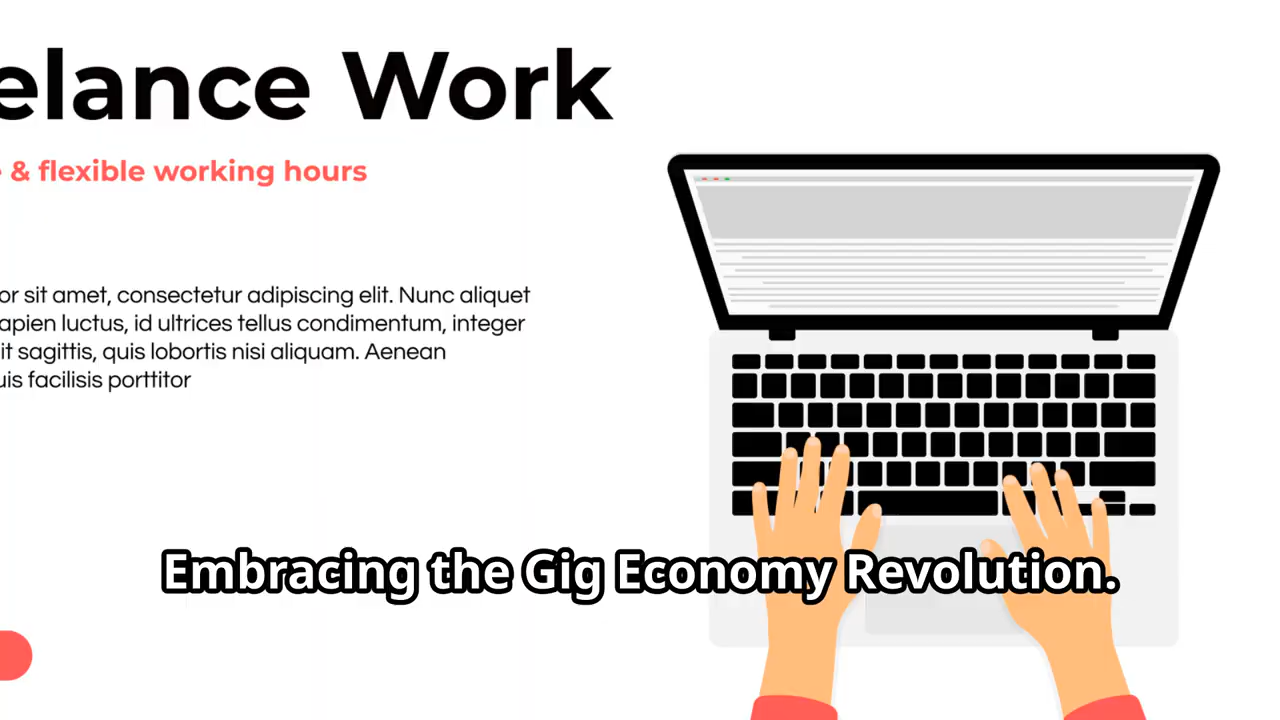 elance Work
& flexible working hours
or sit amet, consectetur adipiscing elit. Nunc aliquet
apien luctus, id ultrices tellus condimentum, integer
it sagittis, quis lobortis nisi aliquam. Aenean
uis facilisis porttitor
Embracing the Gig Economy Revolution.